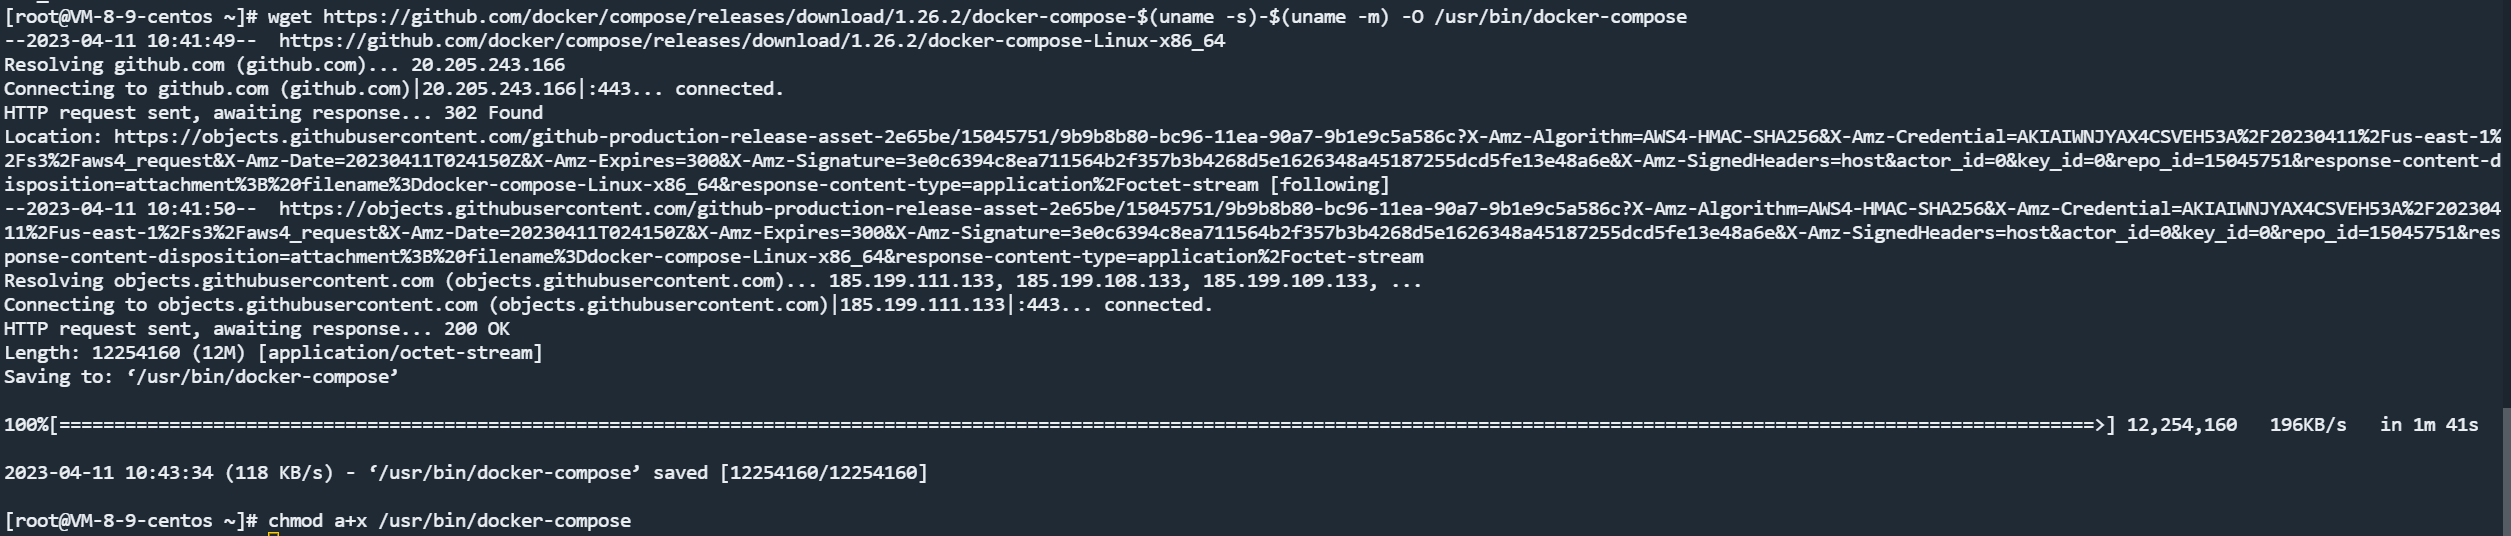 [root@VM-8-9-centos ~]# wget https://github.com/docker/compose/releases/download/1.26.2/docker-compose-$(uname -s)-$(uname -m) -O /usr/bin/docker-compose
--2023-04-11 10:41:49--  https://github.com/docker/compose/releases/download/1.26.2/docker-compose-Linux-x86_64
Resolving github.com (github.com)... 20.205.243.166
Connecting to github.com (github.com)|20.205.243.166|:443... connected.
HTTP request sent, awaiting response... 302 Found
Location: https://objects.githubusercontent.com/github-production-release-asset-2e65be/15045751/9b9b8b80-bc96-11ea-90a7-9b1e9c5a586c?X-Amz-Algorithm=AWS4-HMAC-SHA256&X-Amz-Credential=AKIAIWNJYAX4CSVEH53A%2F20230411%2Fus-east-1%
2Fs3%2Faws4_request&X-Amz-Date=20230411T024150Z&X-Amz-Expires=300&X-Amz-Signature=3e0c6394c8ea711564b2f357b3b4268d5e1626348a45187255dcd5fe13e48a6e&X-Amz-SignedHeaders=host&actor_id=0&key_id=0&repo_id=15045751&response-content-d
isposition=attachment%3B%20filename%3Ddocker-compose-Linux-x86_64&response-content-type=application%2Foctet-stream [following]
--2023-04-11 10:41:50--  https://objects.githubusercontent.com/github-production-release-asset-2e65be/15045751/9b9b8b80-bc96-11ea-90a7-9b1e9c5a586c?X-Amz-Algorithm=AWS4-HMAC-SHA256&X-Amz-Credential=AKIAIWNJYAX4CSVEH53A%2F202304
11%2Fus-east-1%2Fs3%2Faws4_request&X-Amz-Date=20230411T024150Z&X-Amz-Expires=300&X-Amz-Signature=3e0c6394c8ea711564b2f357b3b4268d5e1626348a45187255dcd5fe13e48a6e&X-Amz-SignedHeaders=host&actor_id=0&key_id=0&repo_id=15045751&res
ponse-content-disposition=attachment%3B%20filename%3Ddocker-compose-Linux-x86_64&response-content-type=application%2Foctet-stream
Resolving objects.githubusercontent.com (objects.githubusercontent.com)... 185.199.111.133, 185.199.108.133, 185.199.109.133, ...
Connecting to objects.githubusercontent.com (objects.githubusercontent.com)|185.199.111.133|:443... connected.
HTTP request sent, awaiting response... 200 OK
Length: 12254160 (12M) [application/octet-stream]
Saving to: ‘/usr/bin/docker-compose’
100%[=========================================================================================================================================================================================>] 12,254,160   196KB/s   in 1m 41s
2023-04-11 10:43:34 (118 KB/s) - ‘/usr/bin/docker-compose’ saved [12254160/12254160]
[root@VM-8-9-centos ~]# chmod a+x /usr/bin/docker-compose